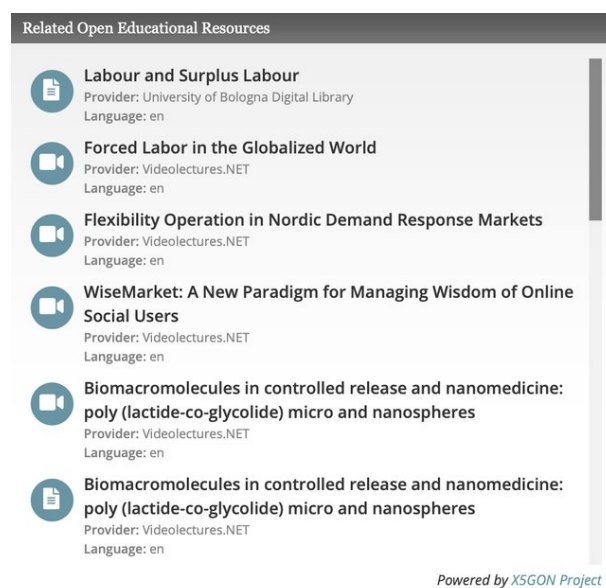 Related Open Educational Resources
Labour and Surplus Labour
Provider: University of Bologna Digital Library
Language: en
Forced Labor in the Globalized World
Provider: Videolectures.NET
Language: en
Flexibility Operation in Nordic Demand Response Markets
Provider: Videolectures.NET
Language: en
WiseMarket: A New Paradigm for Managing Wisdom of Online
Social Users
Provider: Videolectures.NET
Language: en
Biomacromolecules in controlled release and nanomedicine:
poly (lactide-co-glycolide) micro and nanospheres
Provider: Videolectures.NET
Language: en
Biomacromolecules in controlled release and nanomedicine:
poly (lactide-co-glycolide) micro and nanospheres
Provider: Videolectures.NET
Language: en
Powered by X5GON Project